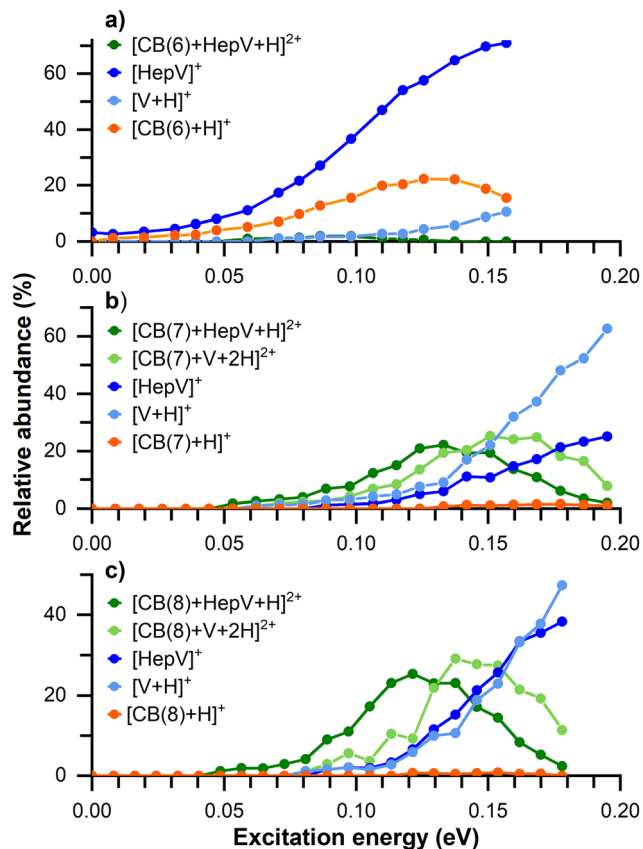 a)
[CB(6)+HepV+H]²⁺
[HepV]⁺
[V+H]⁺
[CB(6)+H]⁺
60
40
20
0
0.00 0.05 0.10 0.15 0.20
b)
[CB(7)+HepV+H]²⁺
[CB(7)+V+2H]²⁺
[HepV]⁺
[V+H]⁺
[CB(7)+H]⁺
60
40
20
0
0.00 0.05 0.10 0.15 0.20
c)
[CB(8)+HepV+H]²⁺
[CB(8)+V+2H]²⁺
[HepV]⁺
[V+H]⁺
[CB(8)+H]⁺
40
20
0
0.00 0.05 0.10 0.15 0.20
Relative abundance (%)
Excitation energy (eV)